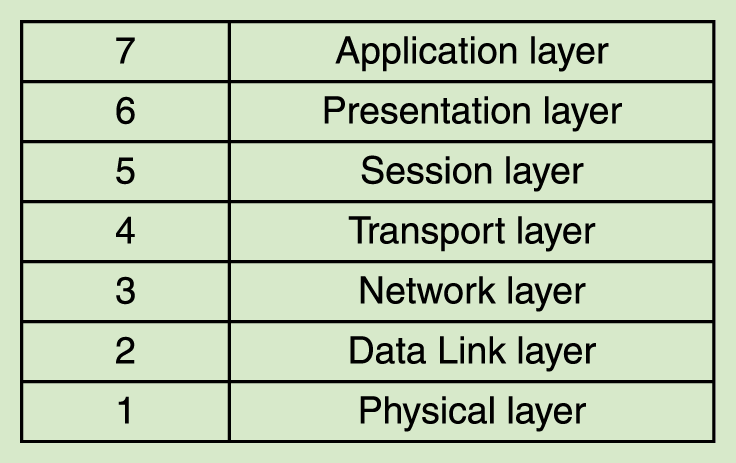 7 Application layer
6 Presentation layer
5 Session layer
4 Transport layer
3 Network layer
2 Data Link layer
1 Physical layer